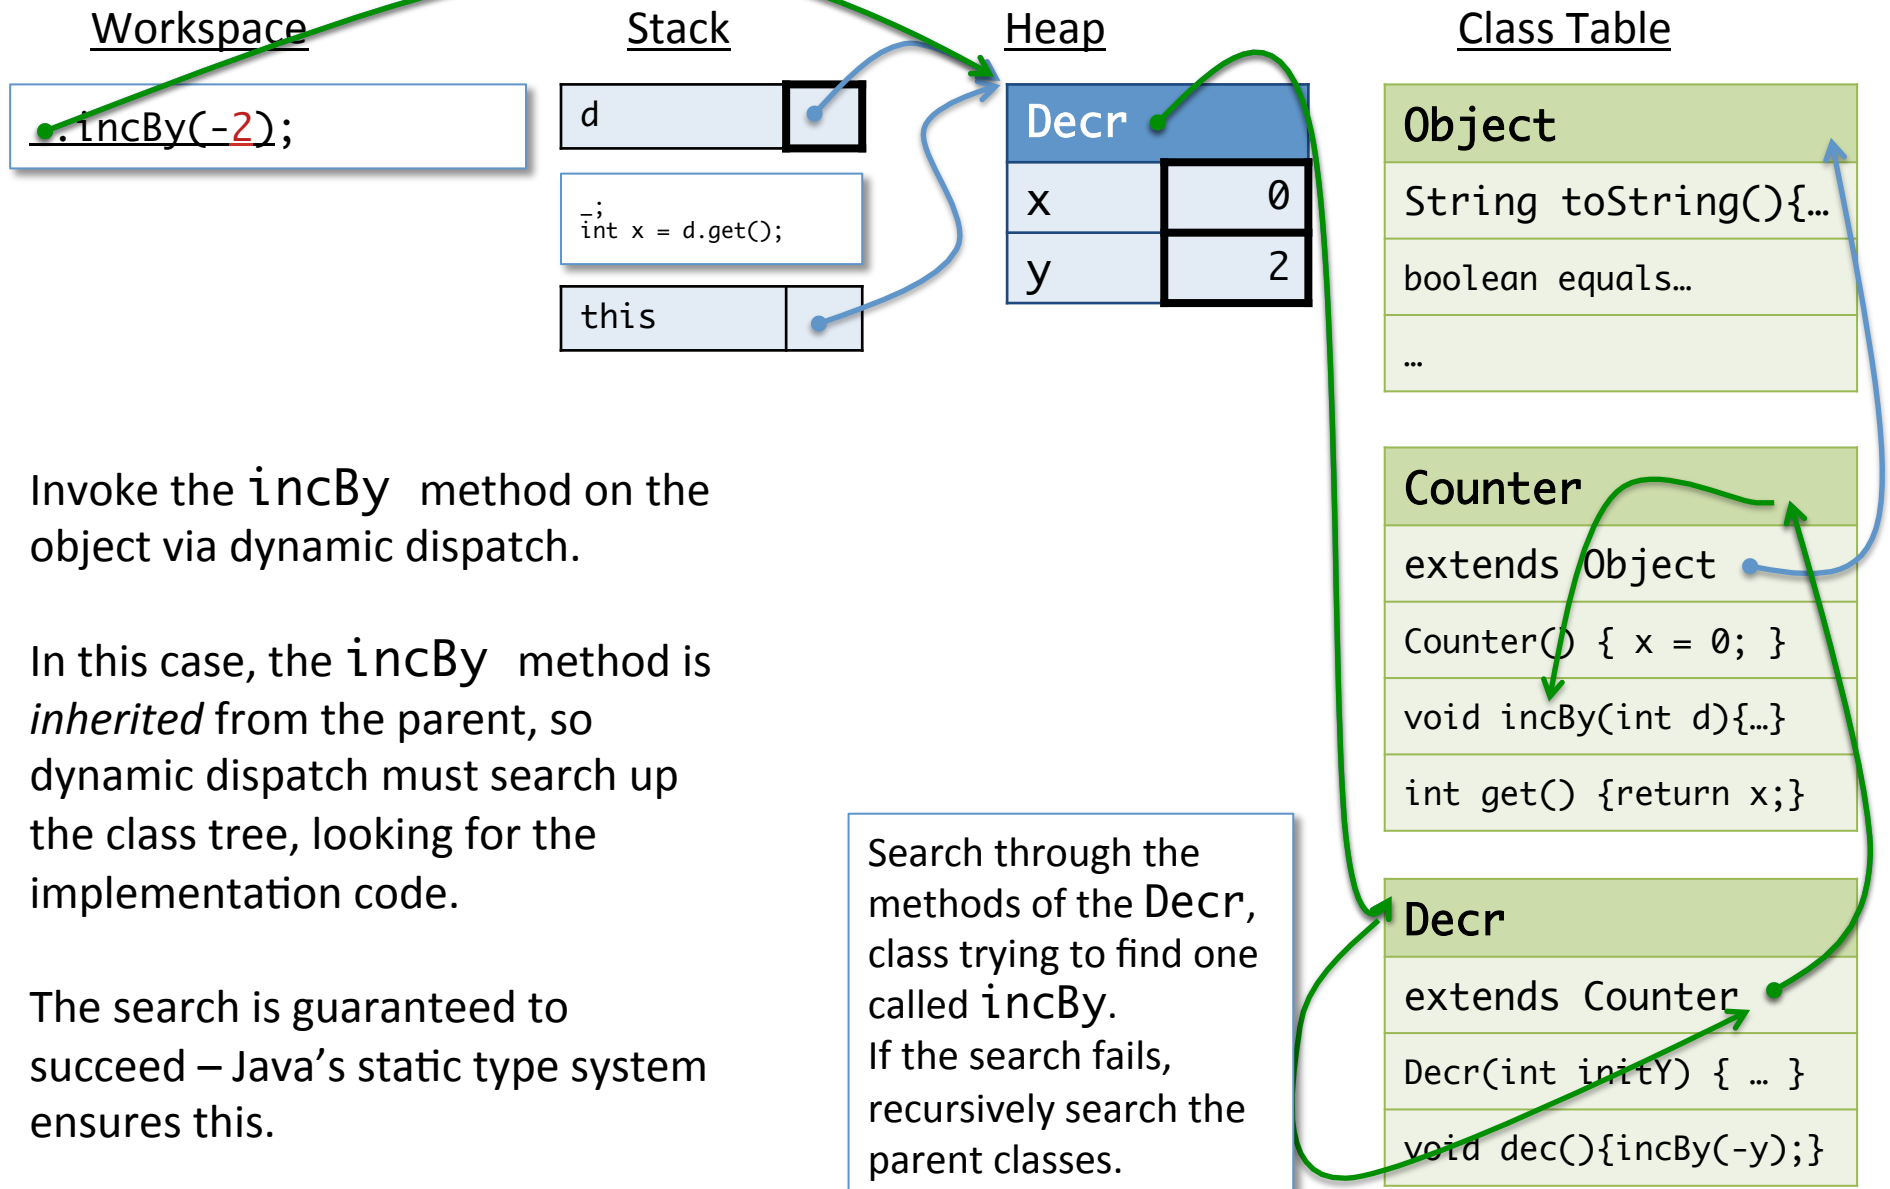 Workspace
.incBy(-2);
Stack
d
_;
int x = d.get();
this
Heap
Decr
x 0
y 2
Class Table
Object
String toString(){…
boolean equals…
…
Counter
extends Object
Counter() { x = 0; }
void incBy(int d){…}
int get() {return x;}
Decr
extends Counter
Decr(int initY) { … }
void dec(){incBy(-y);}
Invoke the incBy method on the
object via dynamic dispatch.
In this case, the incBy method is
inherited from the parent, so
dynamic dispatch must search up
the class tree, looking for the
implementation code.
The search is guaranteed to
succeed – Java’s static type system
ensures this.
Search through the
methods of the Decr,
class trying to find one
called incBy.
If the search fails,
recursively search the
parent classes.